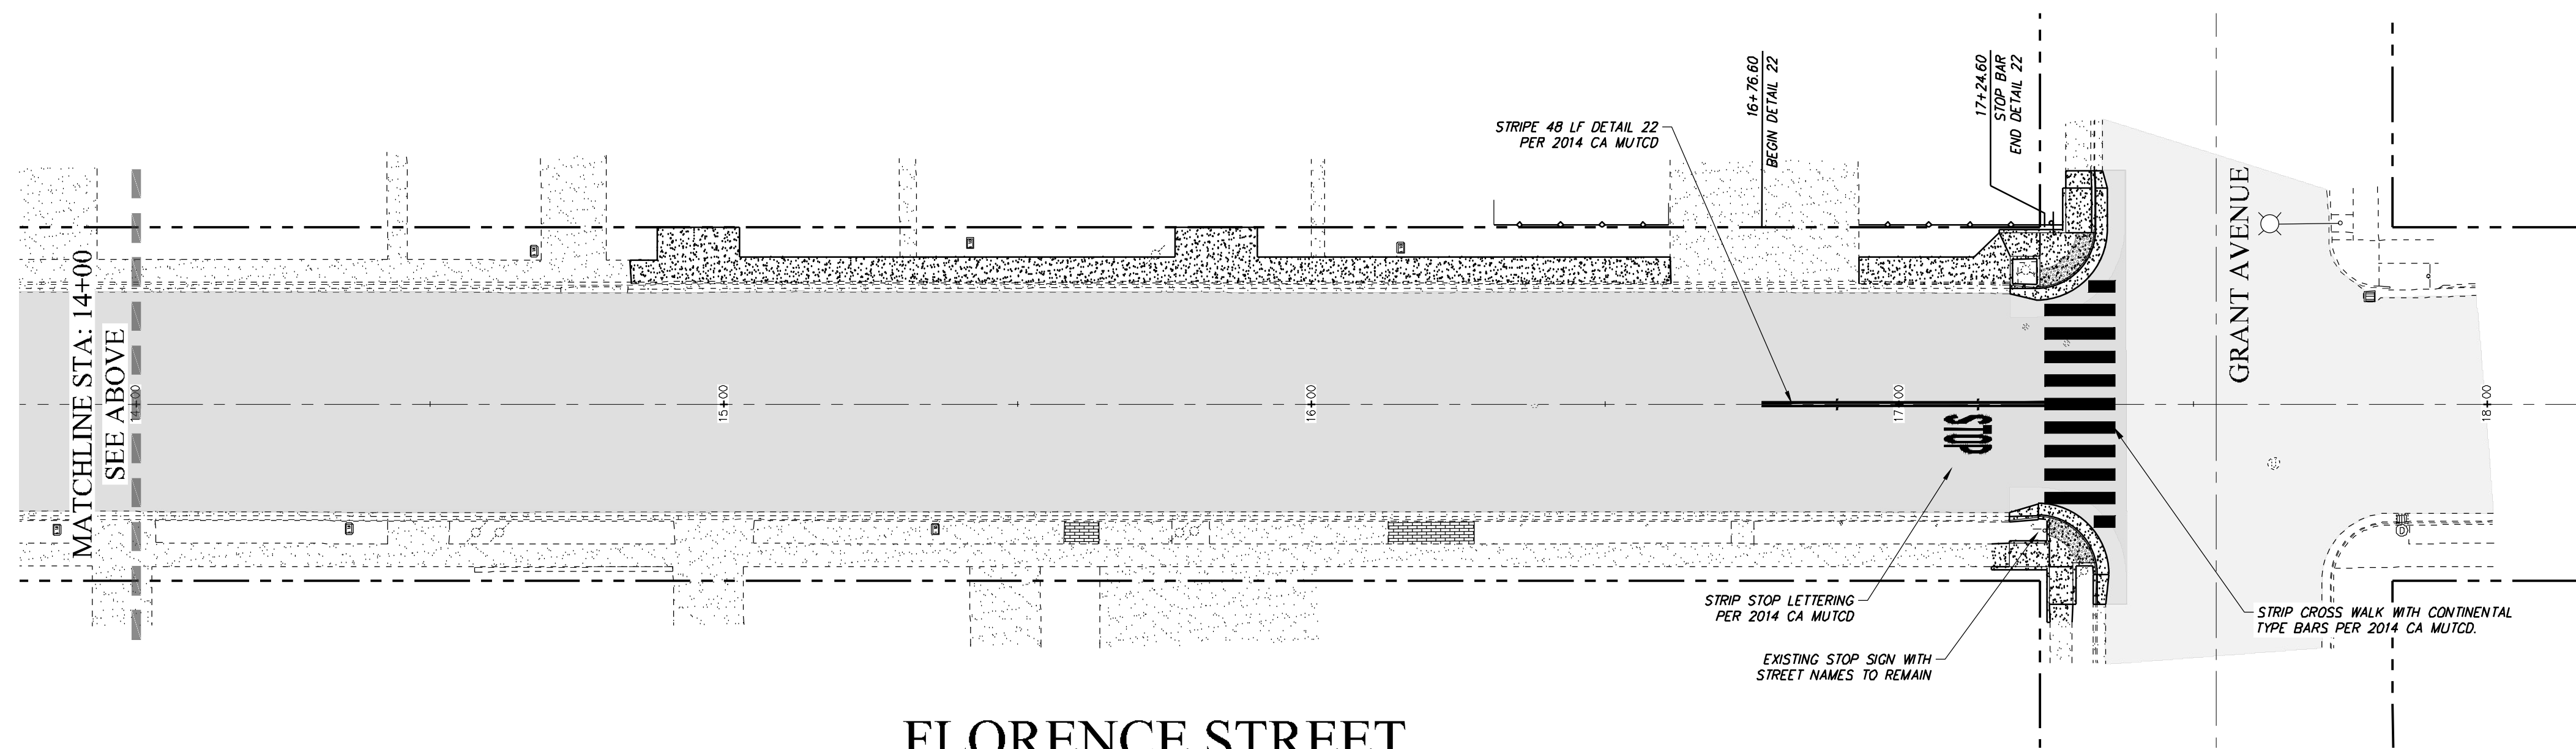 16+76.60
BEGIN DETAIL 22
17+24.60
STOP BAR
END DETAIL 22
STRIPE 48 LF DETAIL 22
PER 2014 CA MUTCD
MATCHLINE STA: 14+00
SEE ABOVE
14+00
15+00
16+00
17+00
18+00
STOP
GRANT AVENUE
STRIP STOP LETTERING
PER 2014 CA MUTCD
EXISTING STOP SIGN WITH
STREET NAMES TO REMAIN
STRIP CROSS WALK WITH CONTINENTAL
TYPE BARS PER 2014 CA MUTCD.
D
FLORENCE STREET